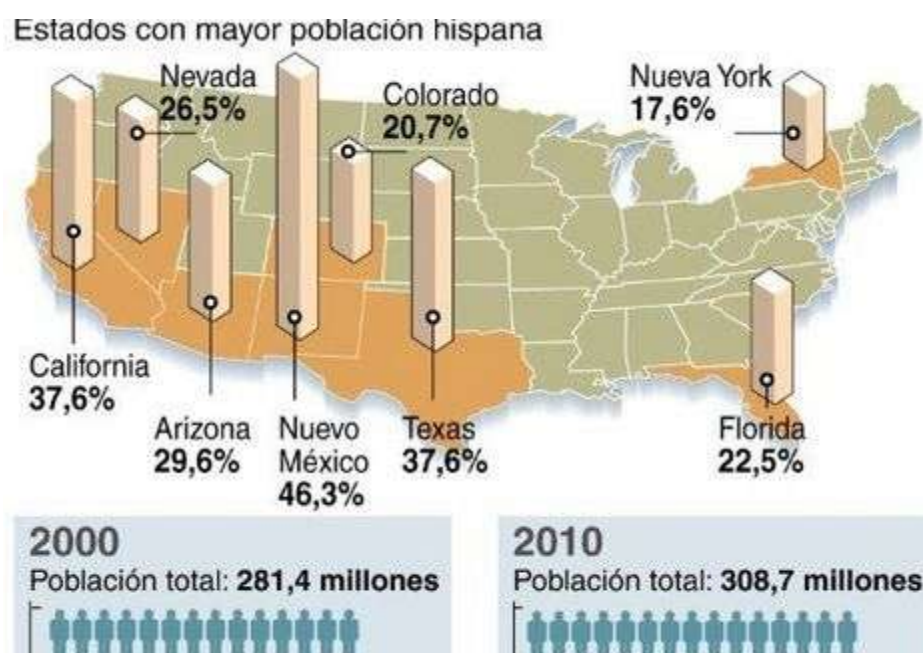 Estados con mayor población hispana
Nevada
26,5%
Colorado
20,7%
Nueva York
17,6%
California
37,6%
Arizona
29,6%
Nuevo
México
46,3%
Texas
37,6%
Florida
22,5%
2000
Población total: 281,4 millones
2010
Población total: 308,7 millones